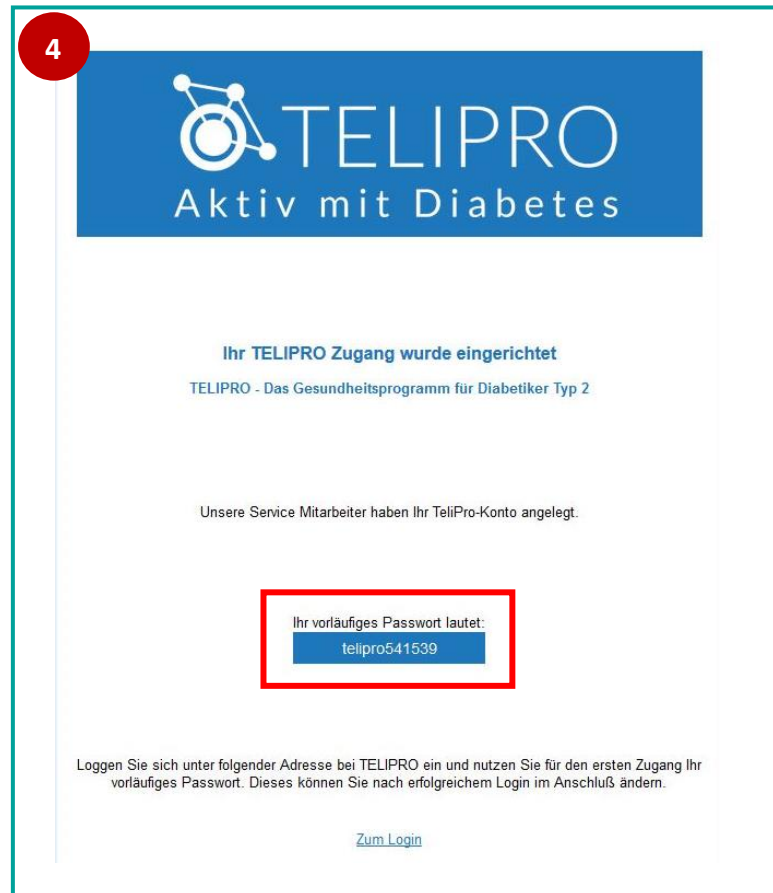 4
TELIPRO
Aktiv mit Diabetes
Ihr TELIPRO Zugang wurde eingerichtet
TELIPRO - Das Gesundheitsprogramm für Diabetiker Typ 2
Unsere Service Mitarbeiter haben Ihr TeliPro-Konto angelegt.
Ihr vorläufiges Passwort lautet:
telipro541539
Loggen Sie sich unter folgender Adresse bei TELIPRO ein und nutzen Sie für den ersten Zugang Ihr
vorläufiges Passwort. Dieses können Sie nach erfolgreichem Login im Anschluß ändern.
Zum Login